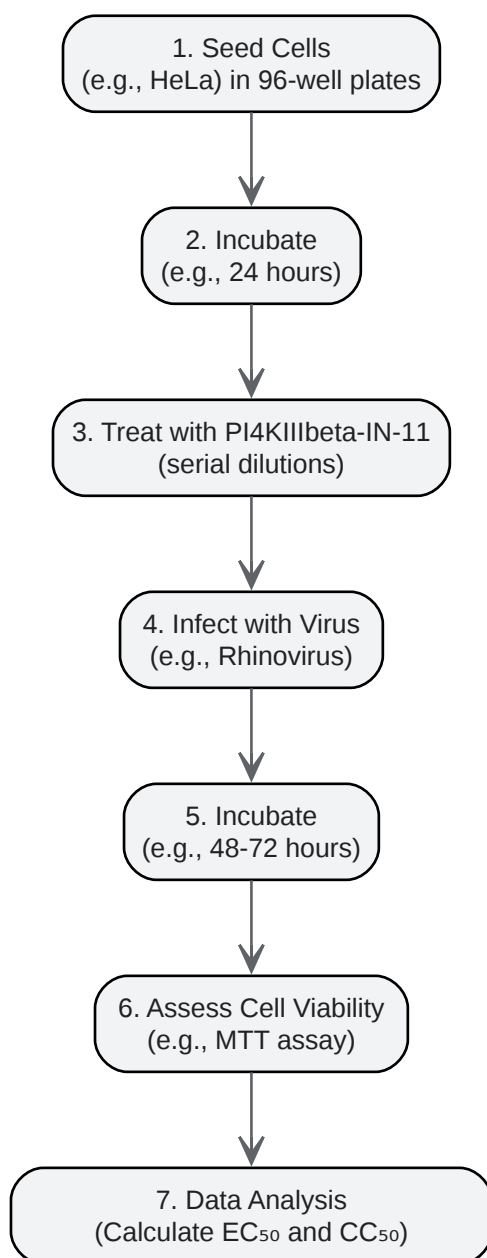 1. Seed Cells
(e.g., HeLa) in 96-well plates
2. Incubate
(e.g., 24 hours)
3. Treat with PI4KIIIbeta-IN-11
(serial dilutions)
4. Infect with Virus
(e.g., Rhinovirus)
5. Incubate
(e.g., 48-72 hours)
6. Assess Cell Viability
(e.g., MTT assay)
7. Data Analysis
(Calculate EC₅₀ and CC₅₀)